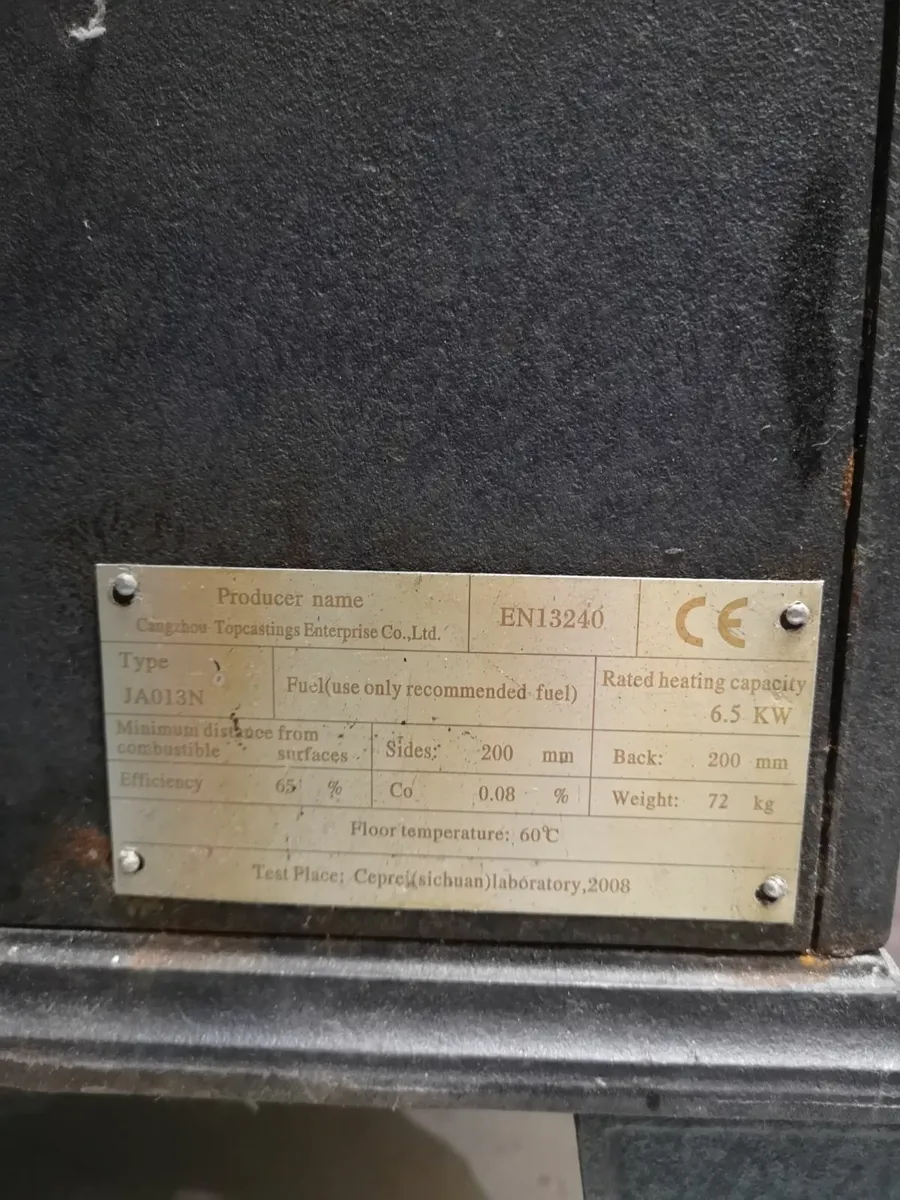 Producer name
Cangzhou Topcastings Enterprise Co.,Ltd.
EN13240
CE
Type
JA013N
Fuel(use only recommended fuel)
Rated heating capacity
6.5 KW
Minimum distance from
combustible surfaces
Sides: 200 mm
Back: 200 mm
Efficiency 65 %
Co 0.08 %
Weight: 72 kg
Floor temperature: 60℃
Test Place: Ceprei(sichuan)laboratory,2008